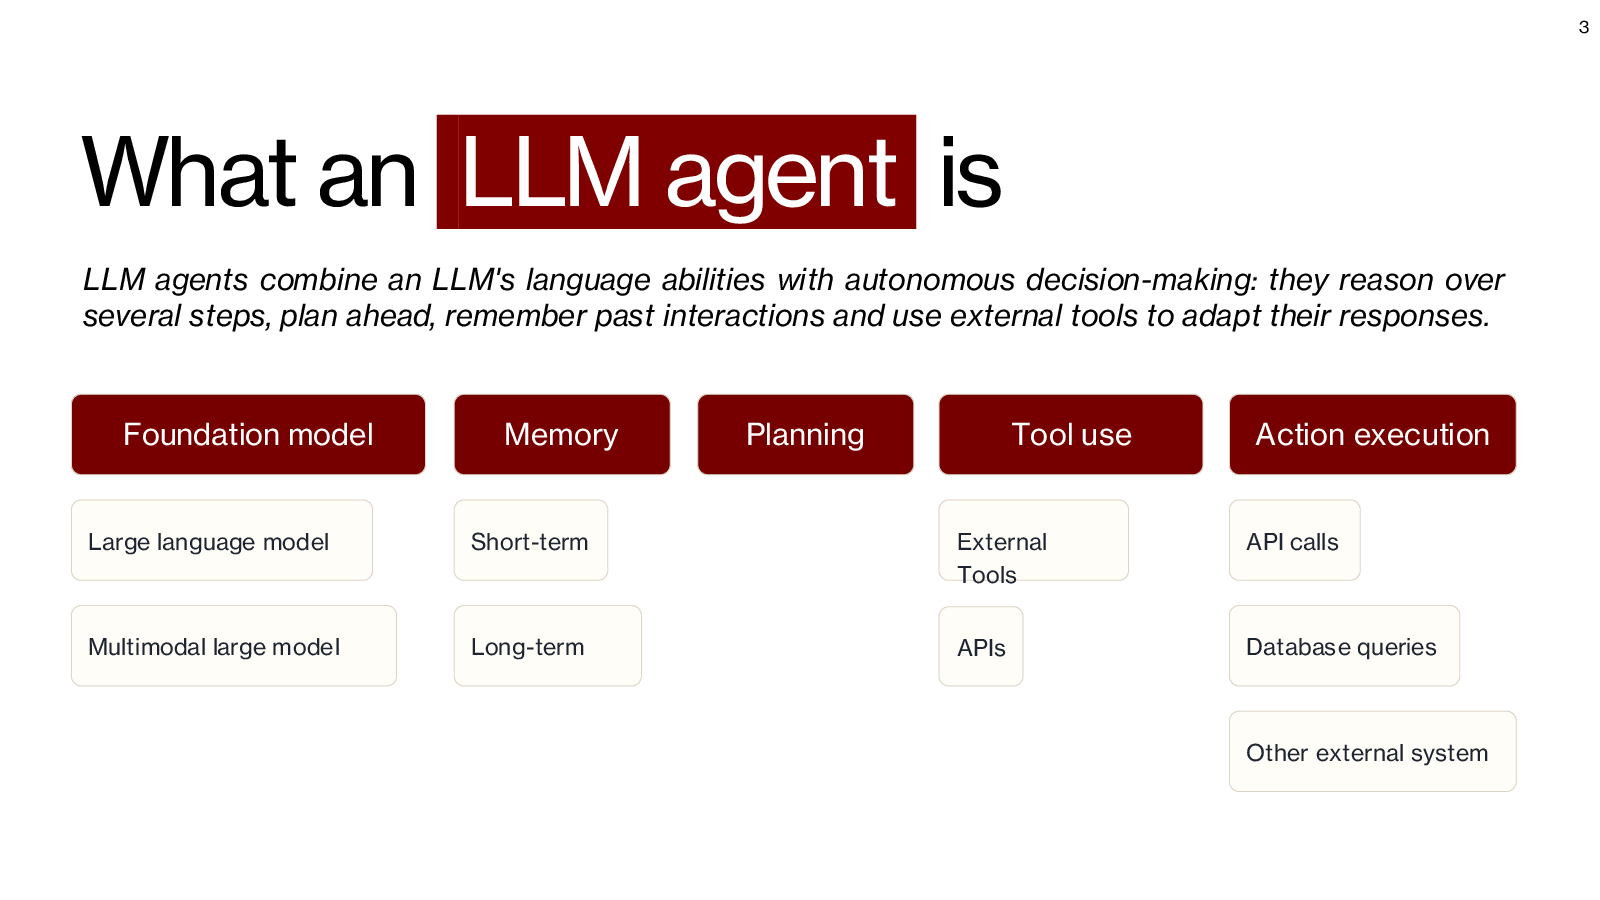 3
What an LLM agent is
LLM agents combine an LLM's language abilities with autonomous decision-making: they reason over
several steps, plan ahead, remember past interactions and use external tools to adapt their responses.
Foundation model
Large language model
Multimodal large model
Memory
Short-term
Long-term
Planning
Tool use
External
Tools
APIs
Action execution
API calls
Database queries
Other external system